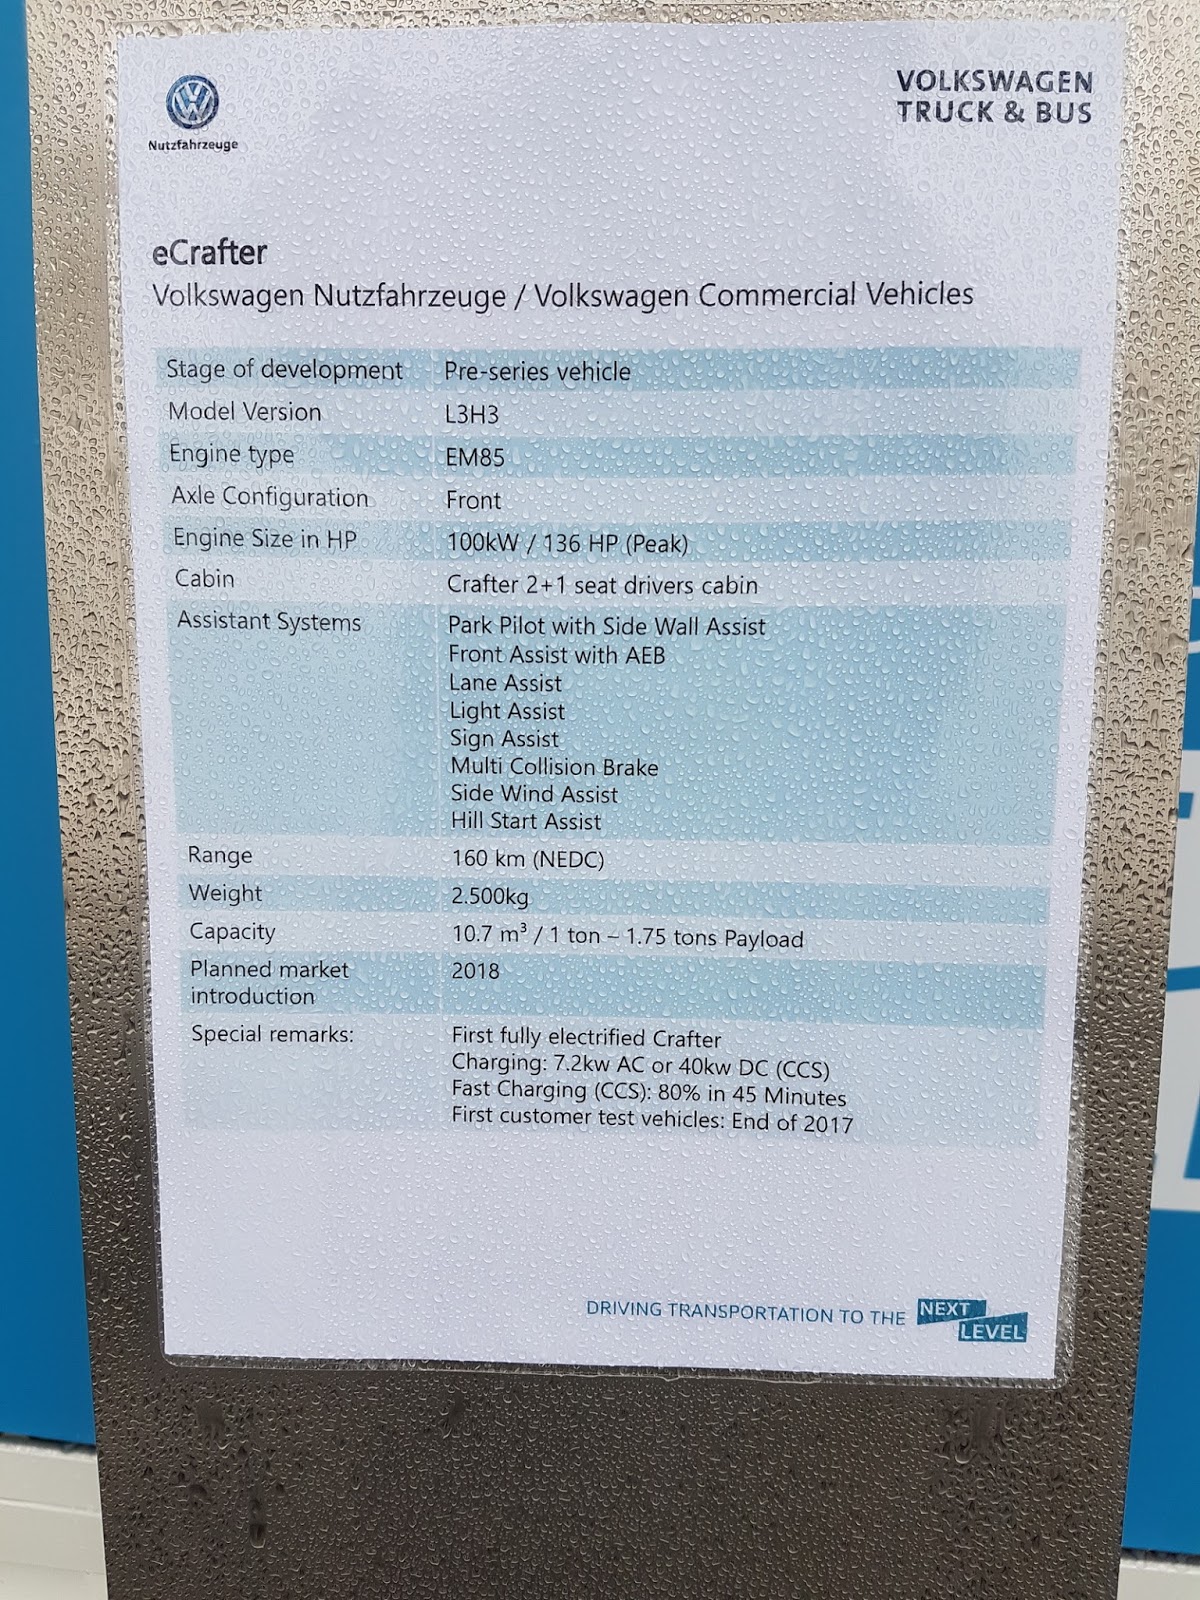 Nutzfahrzeuge
VOLKSWAGEN
TRUCK & BUS
eCrafter
Volkswagen Nutzfahrzeuge / Volkswagen Commercial Vehicles
Stage of development Pre-series vehicle
Model Version L3H3
Engine type EM85
Axle Configuration Front
Engine Size in HP 100kW / 136 HP (Peak)
Cabin Crafter 2+1 seat drivers cabin
Assistant Systems Park Pilot with Side Wall Assist
Front Assist with AEB
Lane Assist
Light Assist
Sign Assist
Multi Collision Brake
Side Wind Assist
Hill Start Assist
Range 160 km (NEDC)
Weight 2.500kg
Capacity 10.7 m³ / 1 ton – 1.75 tons Payload
Planned market 2018
introduction
Special remarks: First fully electrified Crafter
Charging: 7.2kw AC or 40kw DC (CCS)
Fast Charging (CCS): 80% in 45 Minutes
First customer test vehicles: End of 2017
DRIVING TRANSPORTATION TO THE NEXT
LEVEL